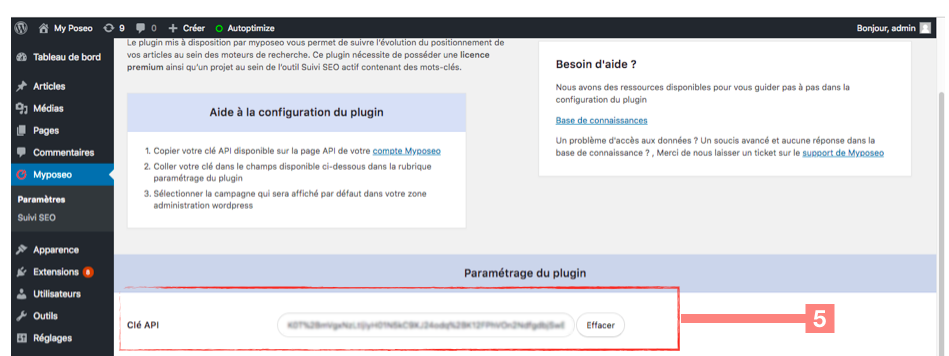 My Poseo 9 0 + Créer Autoptimize Bonjour, admin
Tableau de bord
Articles
Médias
Pages
Commentaires
Myposeo
Paramètres
Suivi SEO
Apparence
Extensions 8
Utilisateurs
Outils
Réglages
Le plugin mis à disposition par myposeo vous permet de suivre l'évolution du positionnement de
vos articles au sein des moteurs de recherche. Ce plugin nécessite de posséder une licence
premium ainsi qu'un projet au sein de l'outil Suivi SEO actif contenant des mots-clés.
Aide à la configuration du plugin
1. Copier votre clé API disponible sur la page API de votre compte Myposeo
2. Coller votre clé dans le champs disponible ci-dessous dans la rubrique
paramétrage du plugin
3. Sélectionner la campagne qui sera affiché par défaut dans votre zone
administration wordpress
Besoin d'aide ?
Nous avons des ressources disponibles pour vous guider pas à pas dans la
configuration du plugin
Base de connaissances
Un problème d'accès aux données ? Un soucis avancé et aucune réponse dans la
base de connaissance ? , Merci de nous laisser un ticket sur le support de Myposeo
Paramétrage du plugin
Clé API Effacer
5